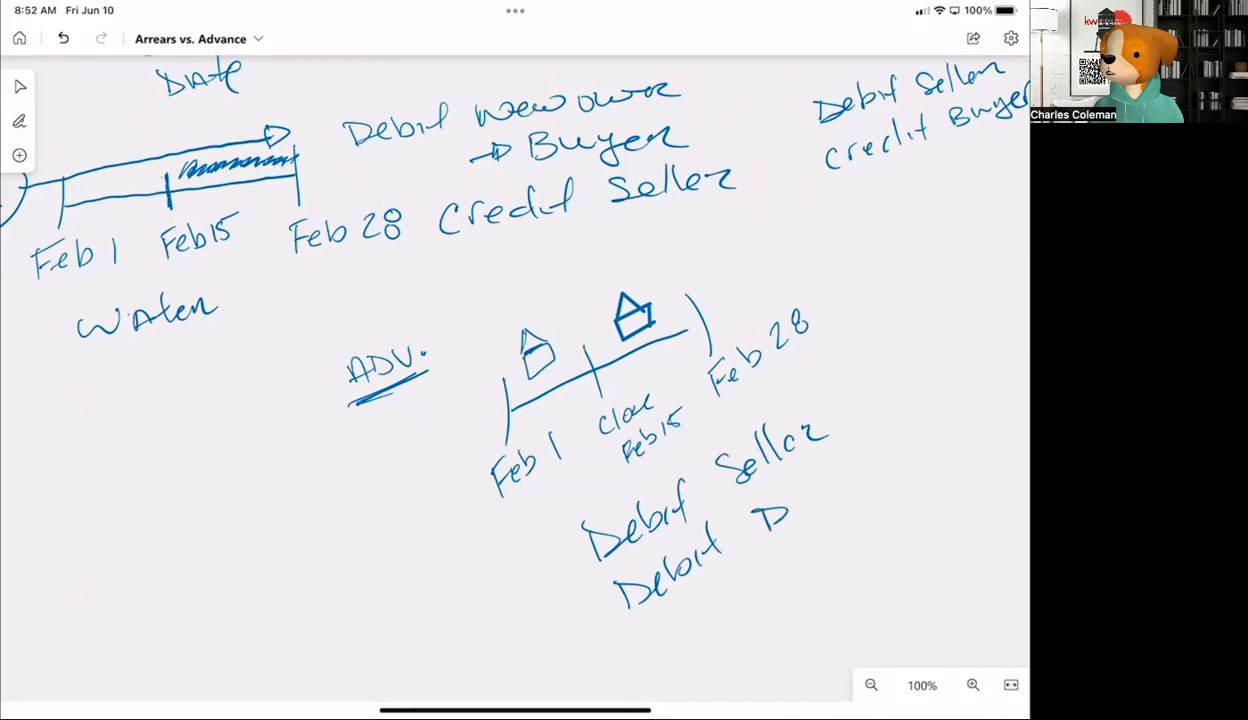 8:52 AM Fri Jun 10
100%
Arrears vs. Advance
kw
Charles Coleman
Date
Debit New owner
→ Buyer
Credit Seller
Debit Seller
Credit Buyer
Feb 1 Feb 15 Feb 28
Water
ADV.
Feb 1
Close
Feb 15
Feb 28
Debit Seller
Debit
100%